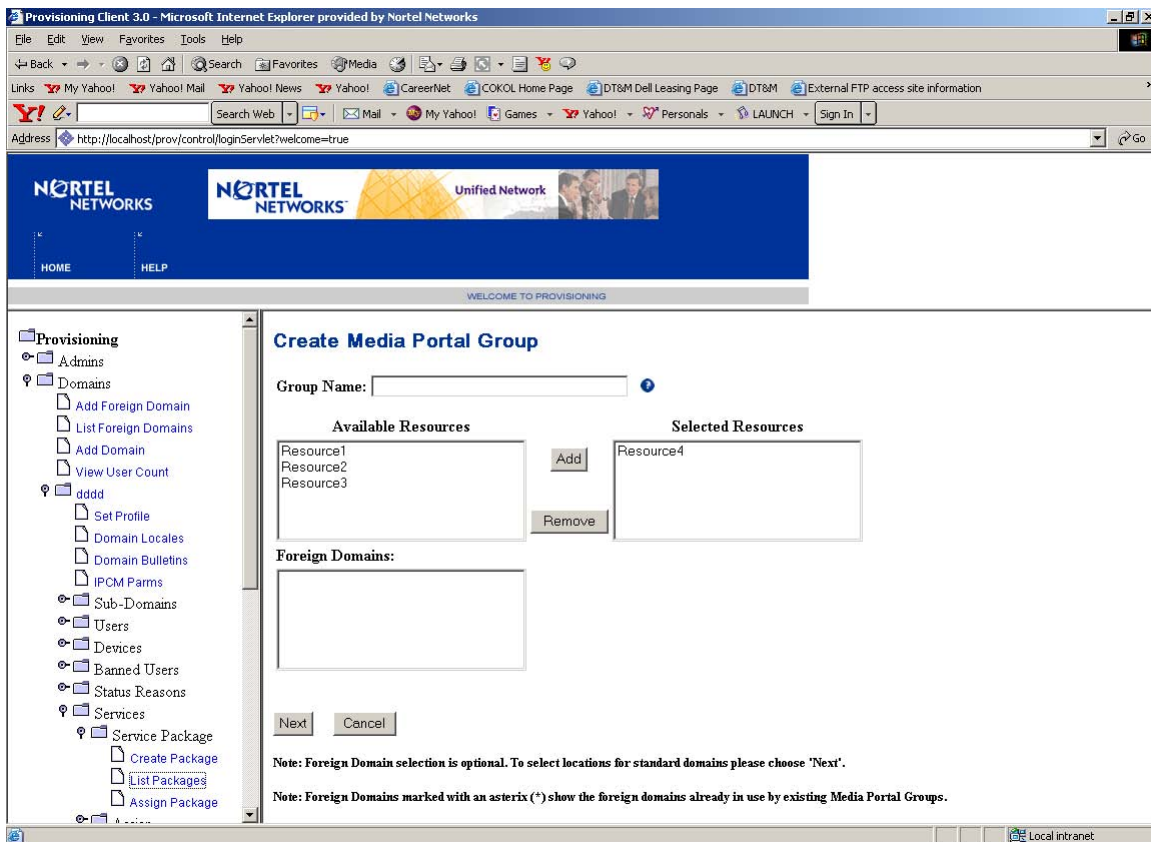 Provisioning Client 3.0 - Microsoft Internet Explorer provided by Nortel Networks
File Edit View Favorites Tools Help
Back Search Favorites Media
Links My Yahoo! Yahoo! Mail Yahoo! News Yahoo! CareerNet COKOL Home Page DT&M Dell Leasing Page DT&M External FTP access site information
Y! Search Web Mail My Yahoo! Games Yahoo! Personals LAUNCH Sign In
Address http://localhost/prov/control/loginServlet?welcome=true Go
NORTEL NETWORKS
NORTEL NETWORKS™
Unified Network
HOME HELP
WELCOME TO PROVISIONING
Provisioning
Admins
Domains
Add Foreign Domain
List Foreign Domains
Add Domain
View User Count
dddd
Set Profile
Domain Locales
Domain Bulletins
IPCM Parms
Sub-Domains
Users
Devices
Banned Users
Status Reasons
Services
Service Package
Create Package
List Packages
Assign Package
Create Media Portal Group
Group Name:
Available Resources
Resource1
Resource2
Resource3
Add
Remove
Selected Resources
Resource4
Foreign Domains:
Next Cancel
Note: Foreign Domain selection is optional. To select locations for standard domains please choose 'Next'.
Note: Foreign Domains marked with an asterix (*) show the foreign domains already in use by existing Media Portal Groups.
Local intranet